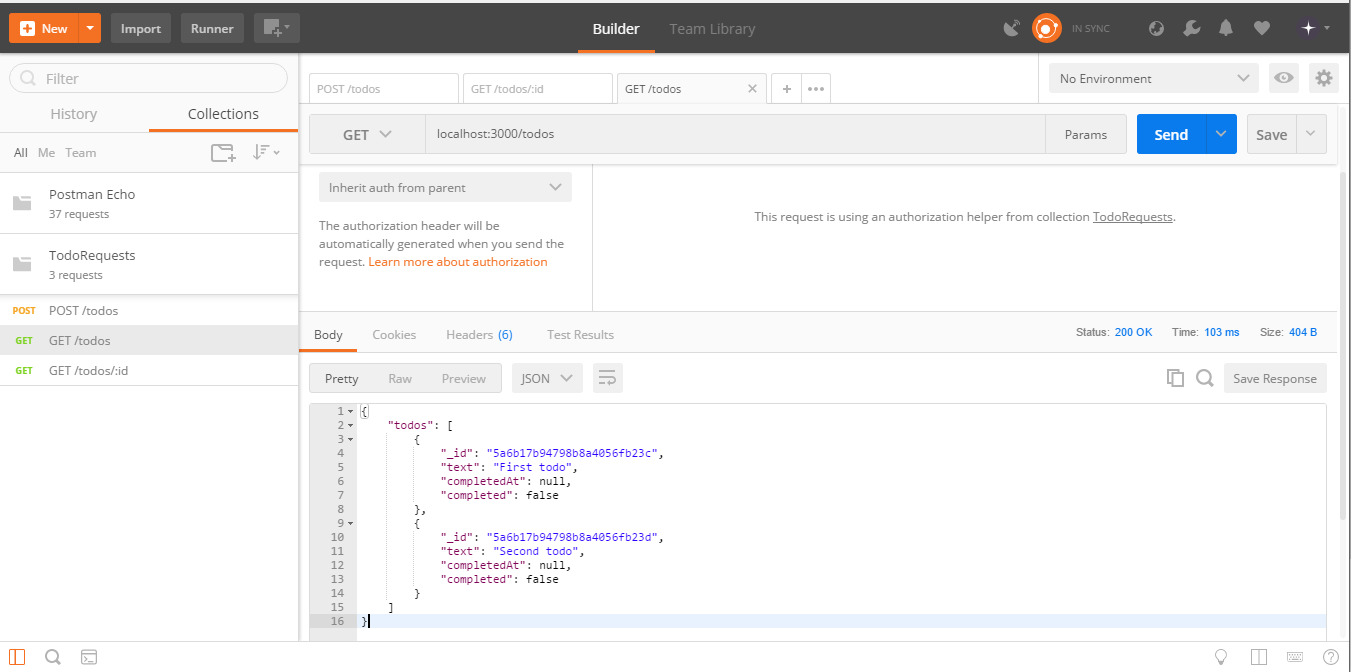 New Import Runner Builder Team Library IN SYNC
Filter
History Collections
All Me Team
Postman Echo
37 requests
TodoRequests
3 requests
POST POST /todos
GET GET /todos
GET GET /todos/:id
POST /todos GET /todos/:id GET /todos No Environment
GET localhost:3000/todos Params Send Save
Inherit auth from parent
The authorization header will be
automatically generated when you send the
request. Learn more about authorization
This request is using an authorization helper from collection TodoRequests.
Body Cookies Headers (6) Test Results Status: 200 OK Time: 103 ms Size: 404 B
Pretty Raw Preview JSON Save Response
1 {
2 "todos": [
3 {
4 "_id": "5a6b17b94798b8a4056fb23c",
5 "text": "First todo",
6 "completedAt": null,
7 "completed": false
8 },
9 {
10 "_id": "5a6b17b94798b8a4056fb23d",
11 "text": "Second todo",
12 "completedAt": null,
13 "completed": false
14 }
15 ]
16 }